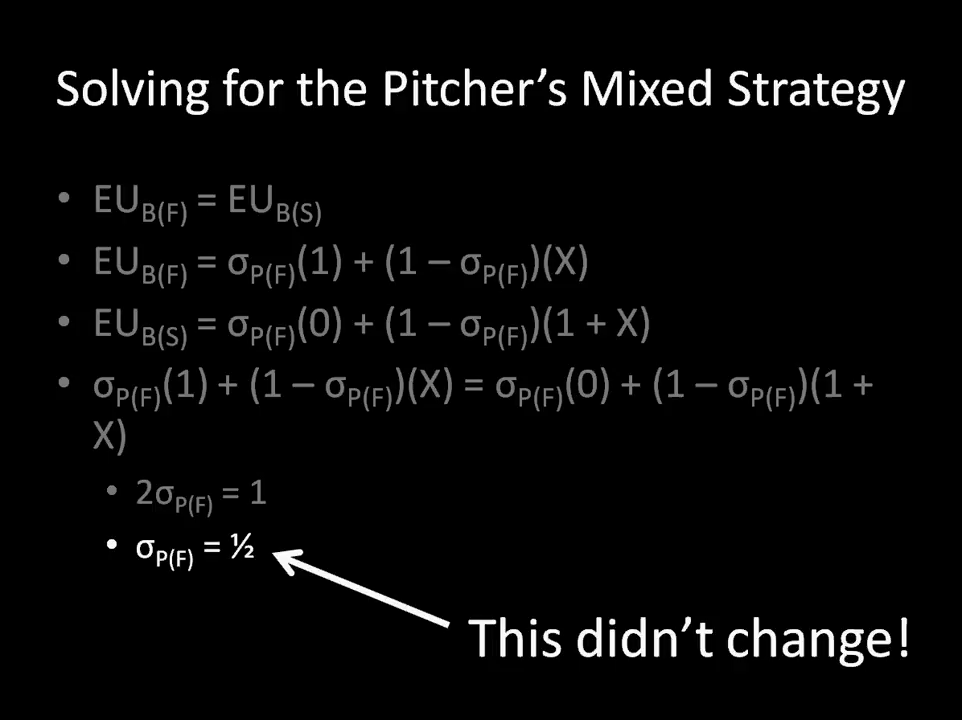 Solving for the Pitcher’s Mixed Strategy
• EU_B(F) = EU_B(S)
• EU_B(F) = σ_P(F)(1) + (1 – σ_P(F))(X)
• EU_B(S) = σ_P(F)(0) + (1 – σ_P(F))(1 + X)
• σ_P(F)(1) + (1 – σ_P(F))(X) = σ_P(F)(0) + (1 – σ_P(F))(1 +
X)
• 2σ_P(F) = 1
• σ_P(F) = ½
This didn’t change!